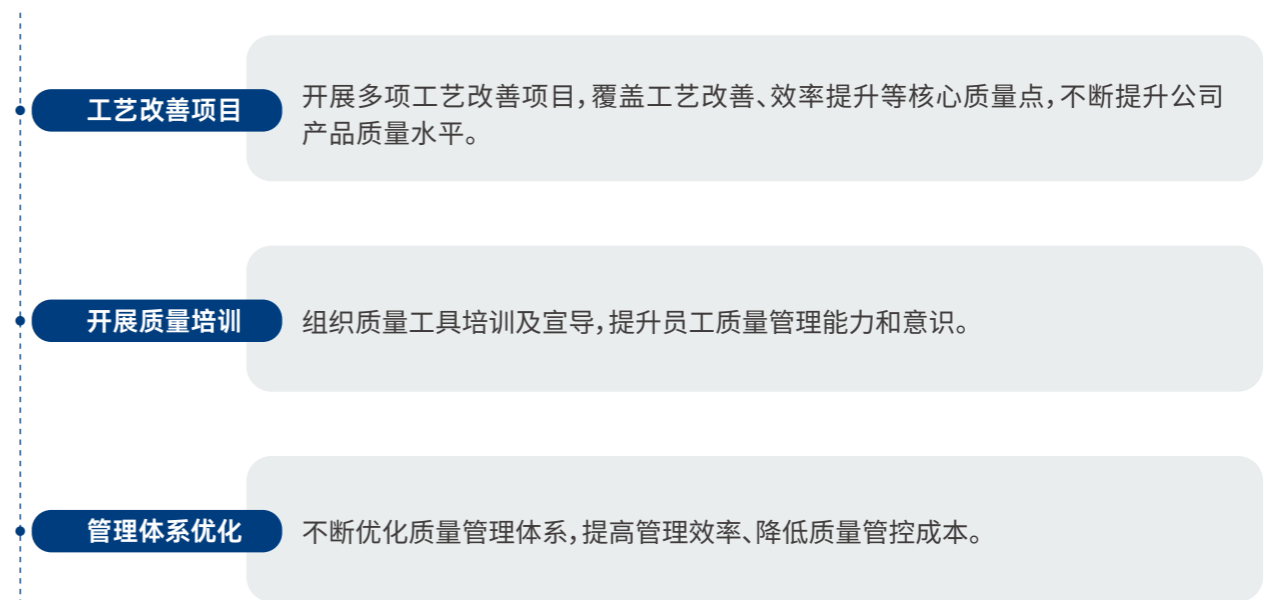 工艺改善项目
开展多项工艺改善项目，覆盖工艺改善、效率提升等核心质量点，不断提升公司
产品质量水平。
开展质量培训
组织质量工具培训及宣导，提升员工质量管理能力和意识。
管理体系优化
不断优化质量管理体系，提高管理效率、降低质量管控成本。